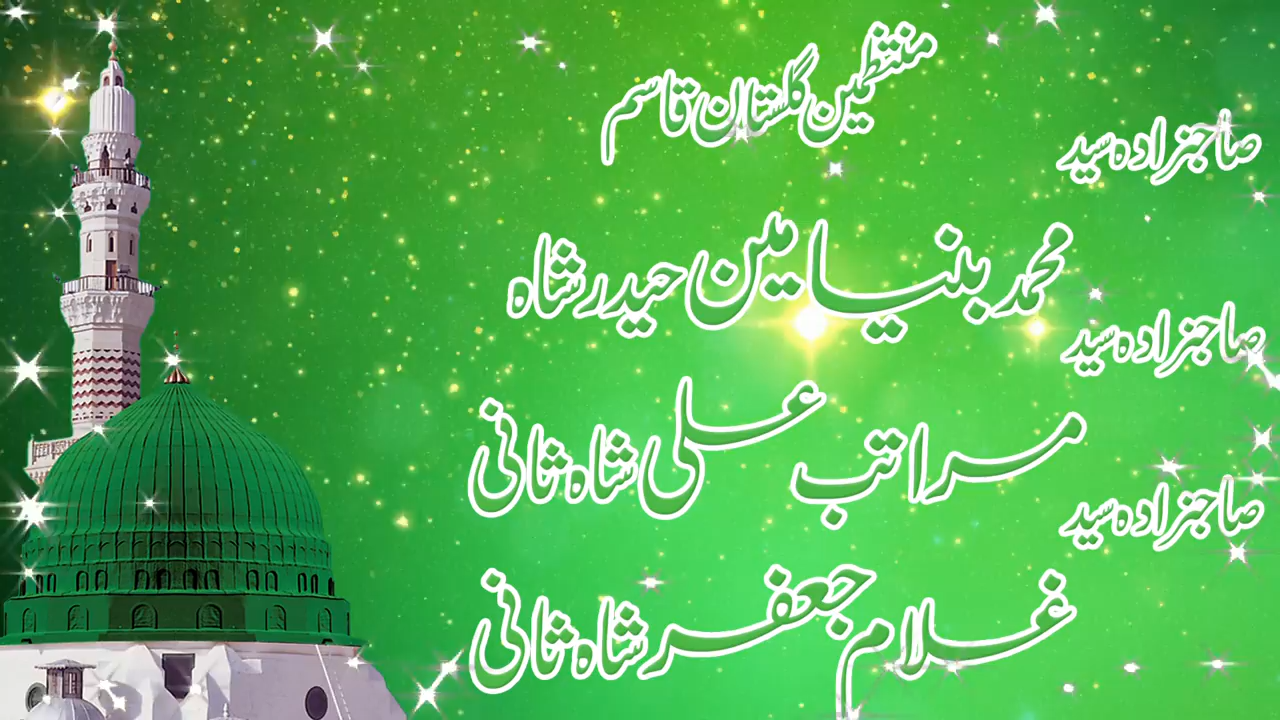 منتظمین گلستان قاسم
صاحبزادہ سید
محمد بنیامین حیدر شاہ
صاحبزادہ سید
مراتب علی شاہ ثانی
صاحبزادہ سید
غلام جعفر شاہ ثانی